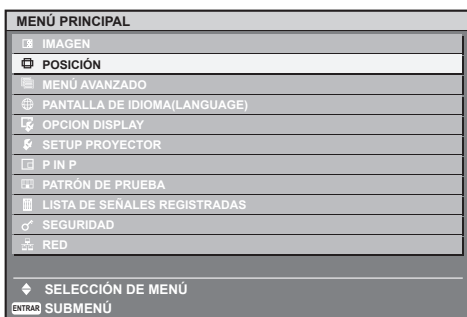 MENÚ PRINCIPAL
IMAGEN
POSICIÓN
MENÚ AVANZADO
PANTALLA DE IDIOMA(LANGUAGE)
OPCION DISPLAY
SETUP PROYECTOR
P IN P
PATRÓN DE PRUEBA
LISTA DE SEÑALES REGISTRADAS
SEGURIDAD
RED
SELECCIÓN DE MENÚ
ENTRAR SUBMENÚ